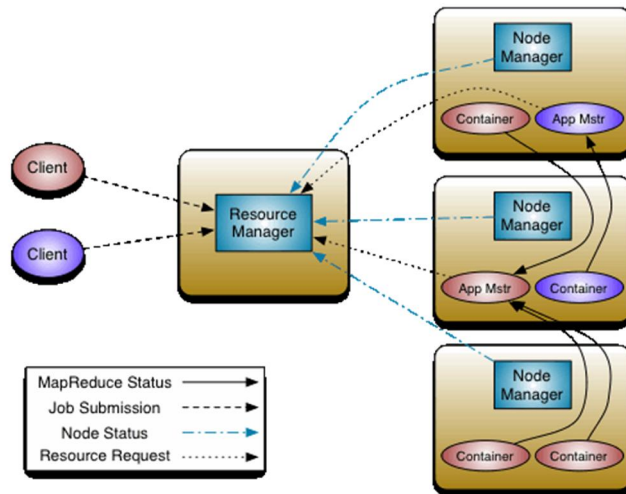 Node
Manager
Container
App Mstr
Client
Client
Resource
Manager
Node
Manager
App Mstr
Container
Node
Manager
Container
Container
MapReduce Status
Job Submission
Node Status
Resource Request